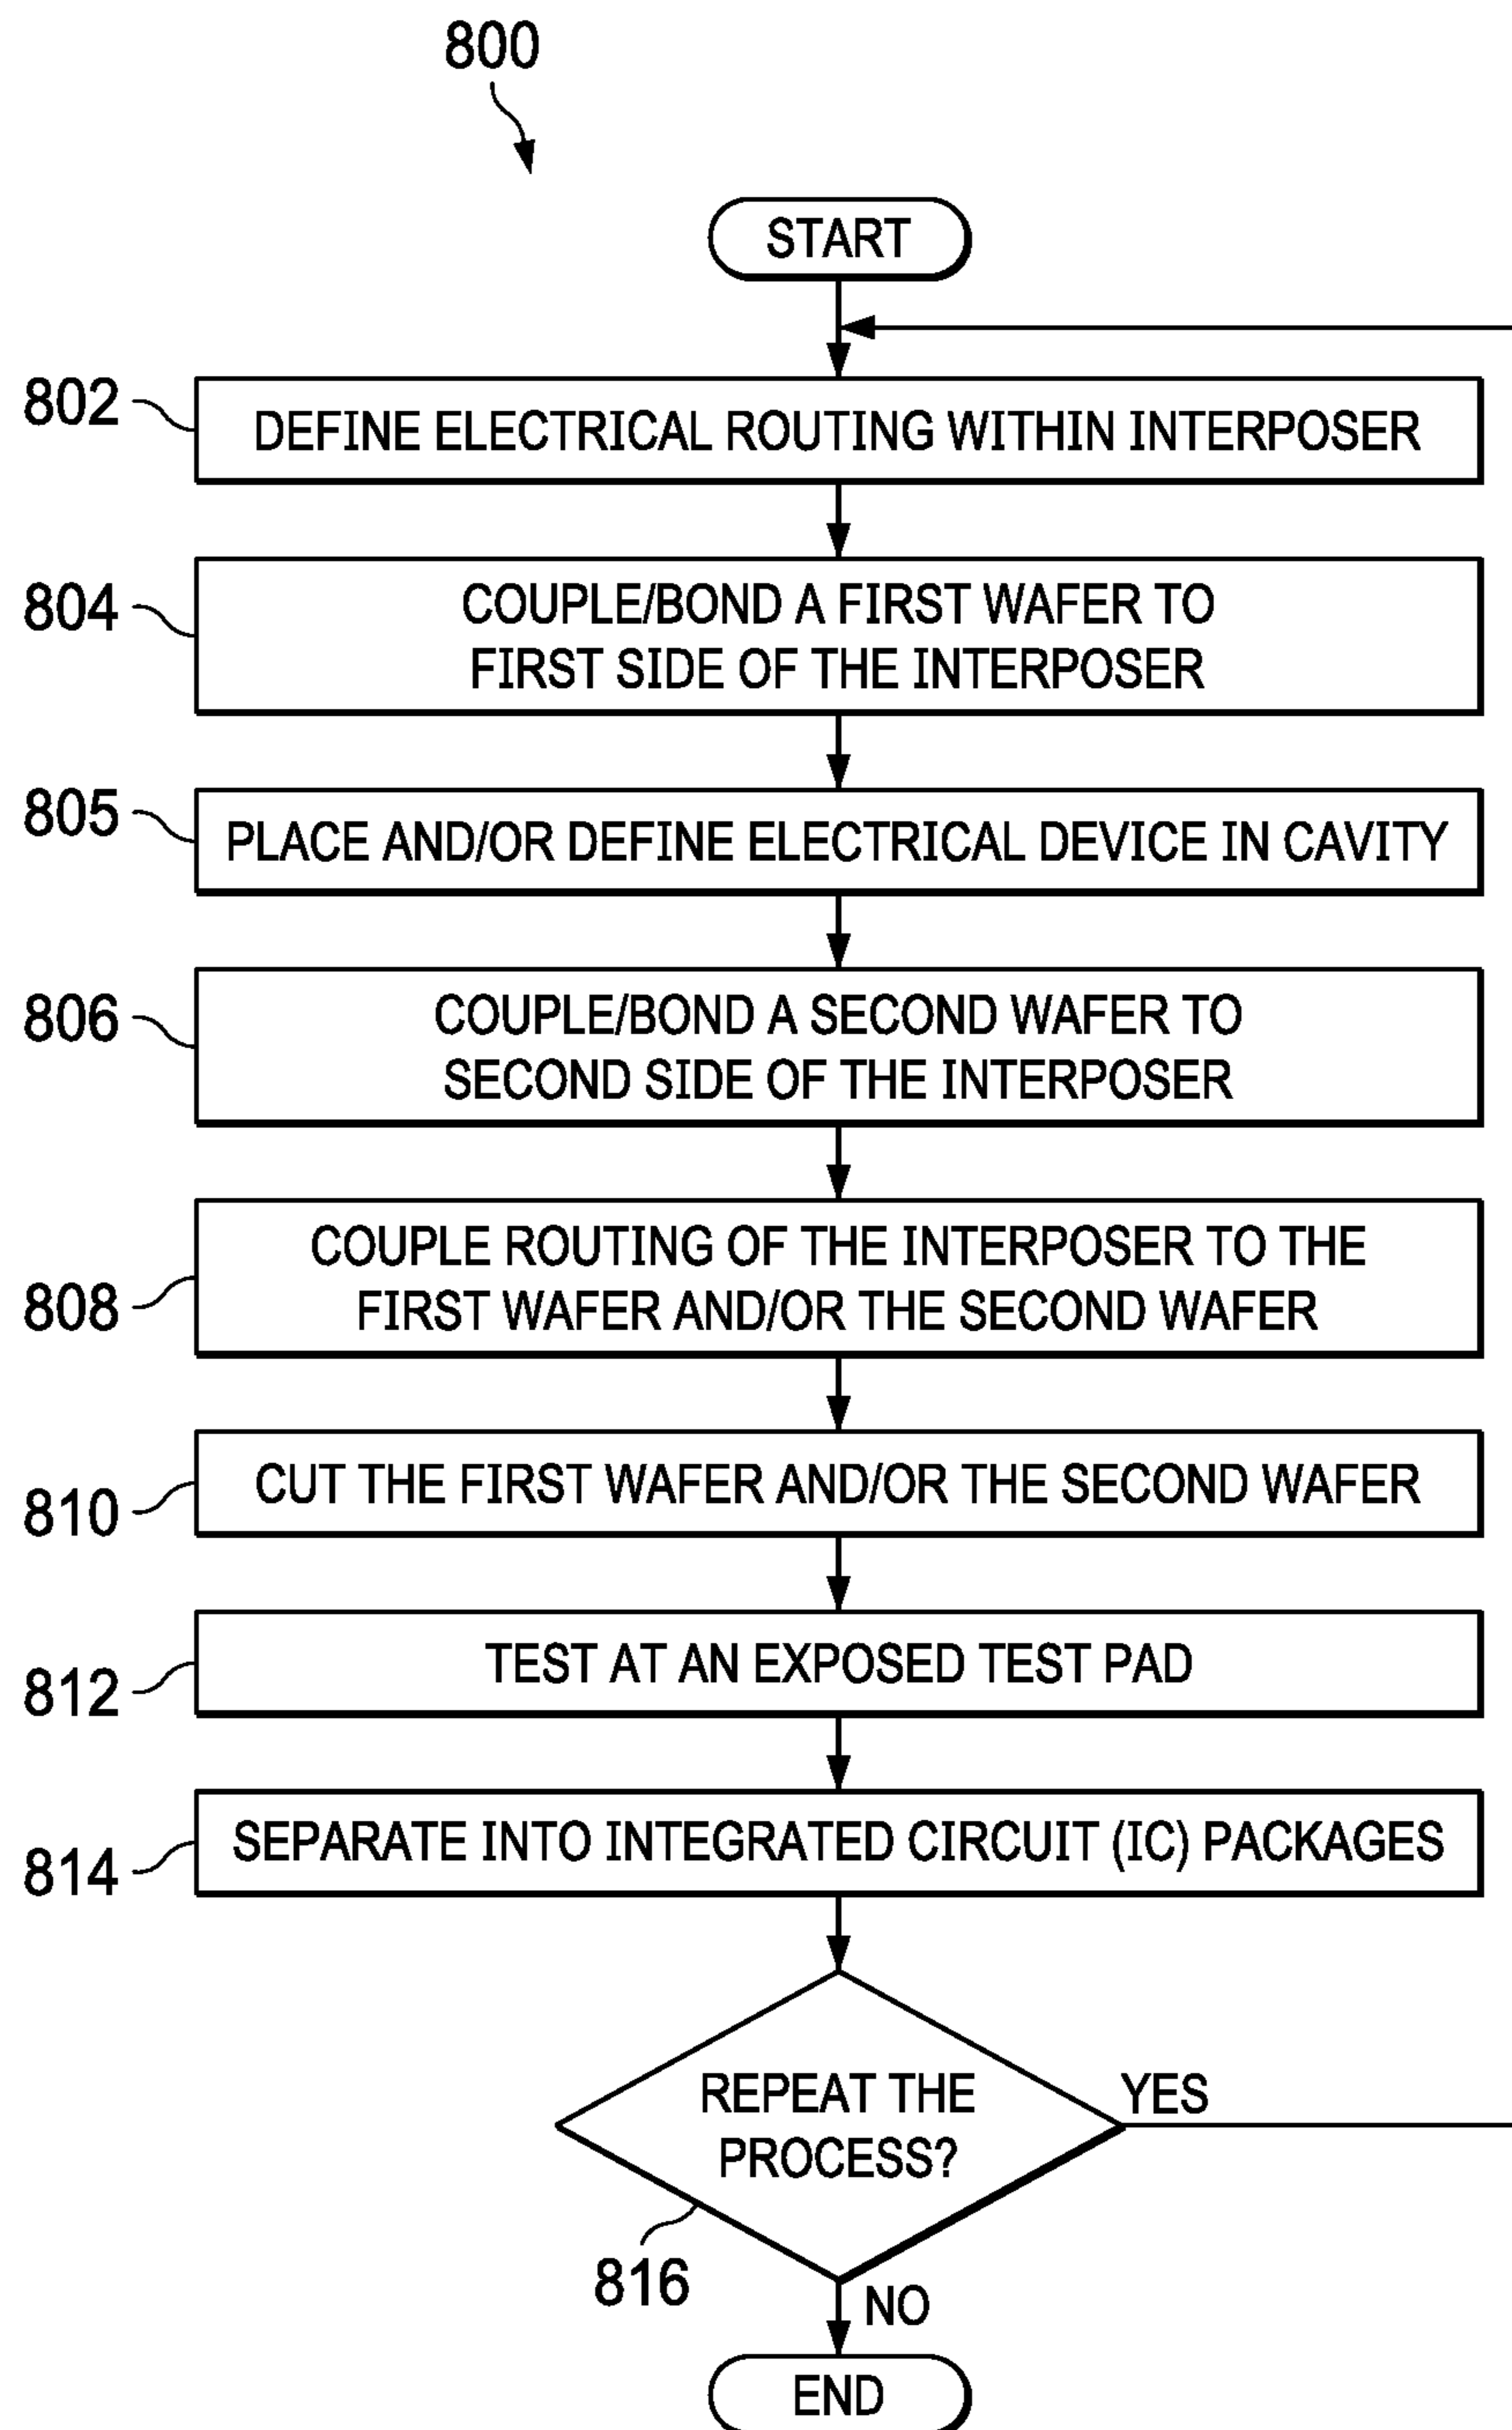 800
START
802
DEFINE ELECTRICAL ROUTING WITHIN INTERPOSER
804
COUPLE/BOND A FIRST WAFER TO
FIRST SIDE OF THE INTERPOSER
805
PLACE AND/OR DEFINE ELECTRICAL DEVICE IN CAVITY
806
COUPLE/BOND A SECOND WAFER TO
SECOND SIDE OF THE INTERPOSER
808
COUPLE ROUTING OF THE INTERPOSER TO THE
FIRST WAFER AND/OR THE SECOND WAFER
810
CUT THE FIRST WAFER AND/OR THE SECOND WAFER
812
TEST AT AN EXPOSED TEST PAD
814
SEPARATE INTO INTEGRATED CIRCUIT (IC) PACKAGES
REPEAT THE
PROCESS?
YES
816
NO
END